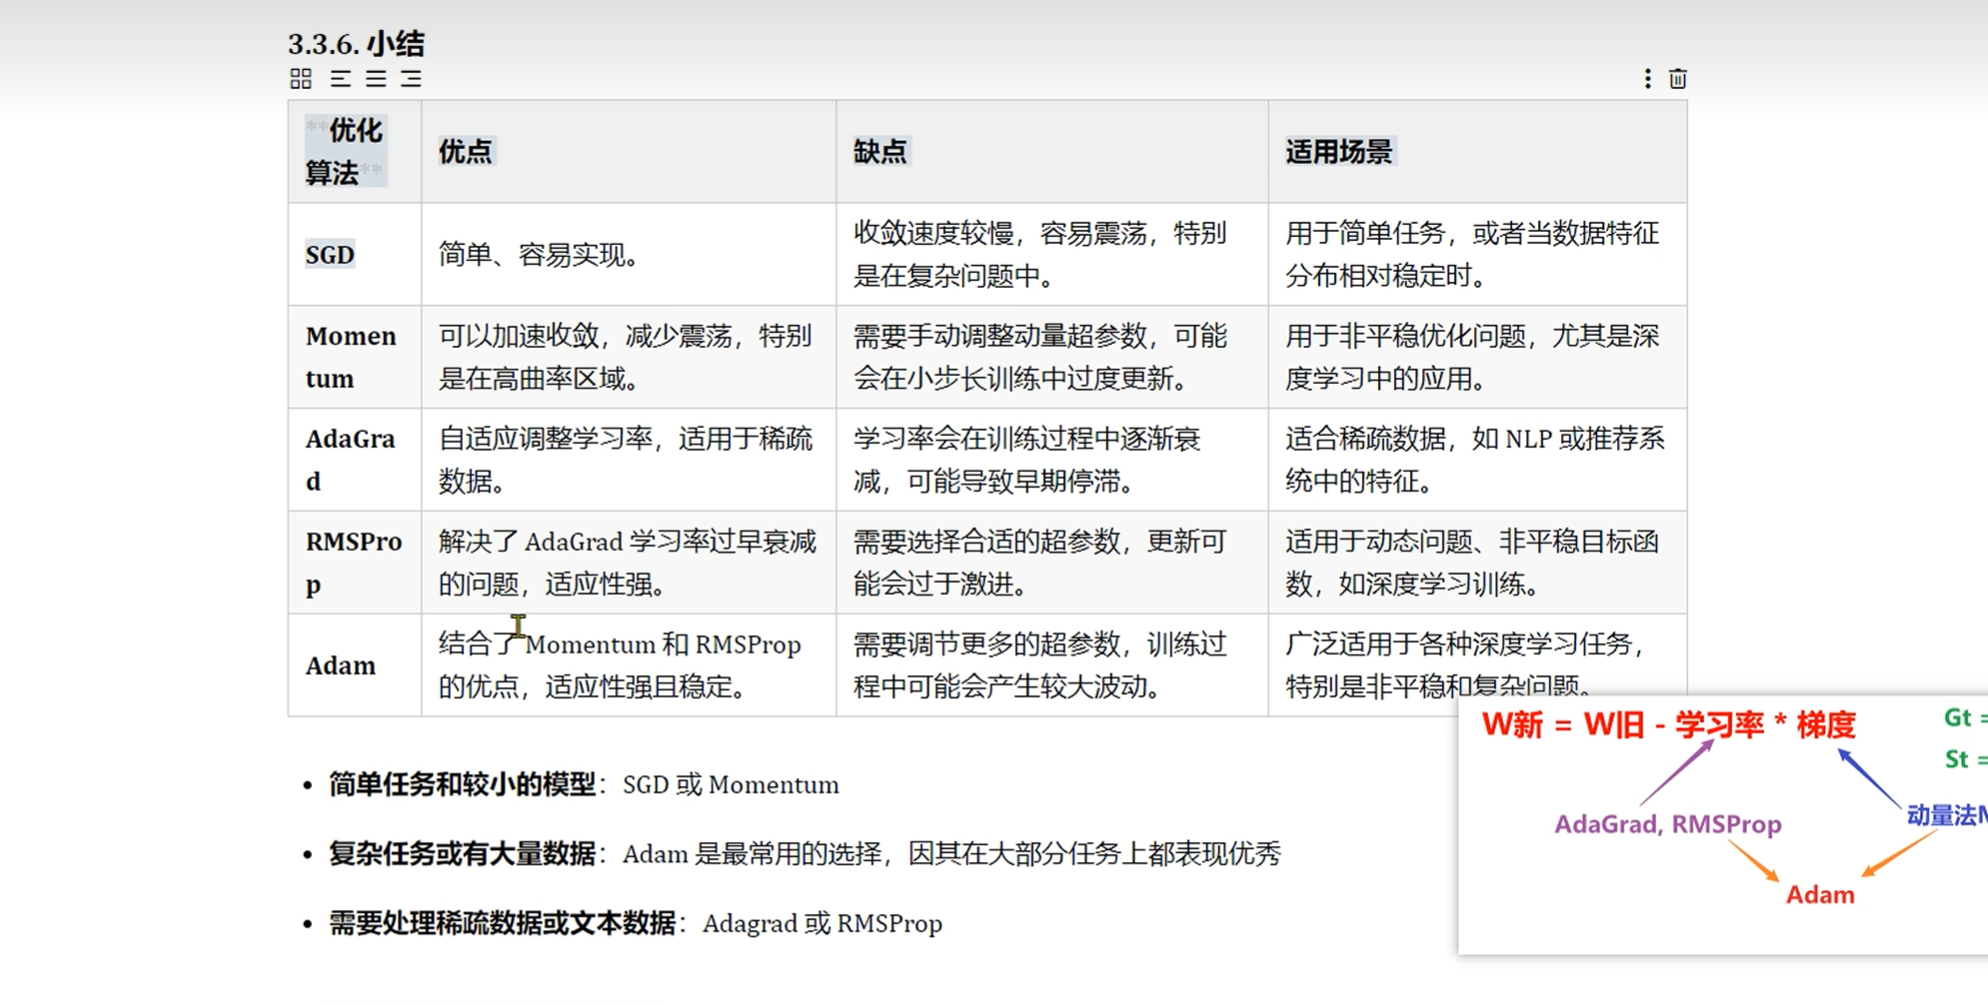 3.3.6. 小结
**优化
算法**
优点
缺点
适用场景
SGD
简单、容易实现。
收敛速度较慢，容易震荡，特别
是在复杂问题中。
用于简单任务，或者当数据特征
分布相对稳定时。
Momen
tum
可以加速收敛，减少震荡，特别
是在高曲率区域。
需要手动调整动量超参数，可能
会在小步长训练中过度更新。
用于非平稳优化问题，尤其是深
度学习中的应用。
AdaGra
d
自适应调整学习率，适用于稀疏
数据。
学习率会在训练过程中逐渐衰
减，可能导致早期停滞。
适合稀疏数据，如 NLP 或推荐系
统中的特征。
RMSPro
p
解决了 AdaGrad 学习率过早衰减
的问题，适应性强。
需要选择合适的超参数，更新可
能会过于激进。
适用于动态问题、非平稳目标函
数，如深度学习训练。
Adam
结合了 Momentum 和 RMSProp
的优点，适应性强且稳定。
需要调节更多的超参数，训练过
程中可能会产生较大波动。
广泛适用于各种深度学习任务，
特别是非平稳和复杂问题。
• 简单任务和较小的模型：SGD 或 Momentum
• 复杂任务或有大量数据：Adam 是最常用的选择，因其在大部分任务上都表现优秀
• 需要处理稀疏数据或文本数据：Adagrad 或 RMSProp
W新 = W旧 - 学习率 * 梯度
Gt =
St =
AdaGrad, RMSProp
动量法M
Adam